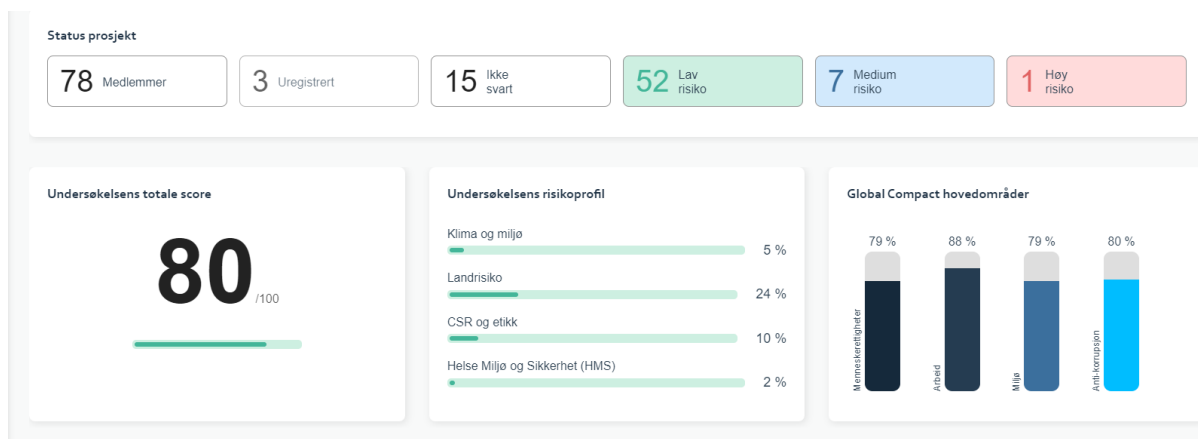 Status prosjekt
78 Medlemmer
3 Uregistrert
15 Ikke
svart
52 Lav
risiko
7 Medium
risiko
1 Høy
risiko
Undersøkelsens totale score
80/100
Undersøkelsens risikoprofil
Klima og miljø
5 %
Landrisiko
24 %
CSR og etikk
10 %
Helse Miljø og Sikkerhet (HMS)
2 %
Global Compact hovedområder
79 % 88 % 79 % 80 %
Menneskerettigheter
Arbeid
Miljø
Anti-korrupsjon